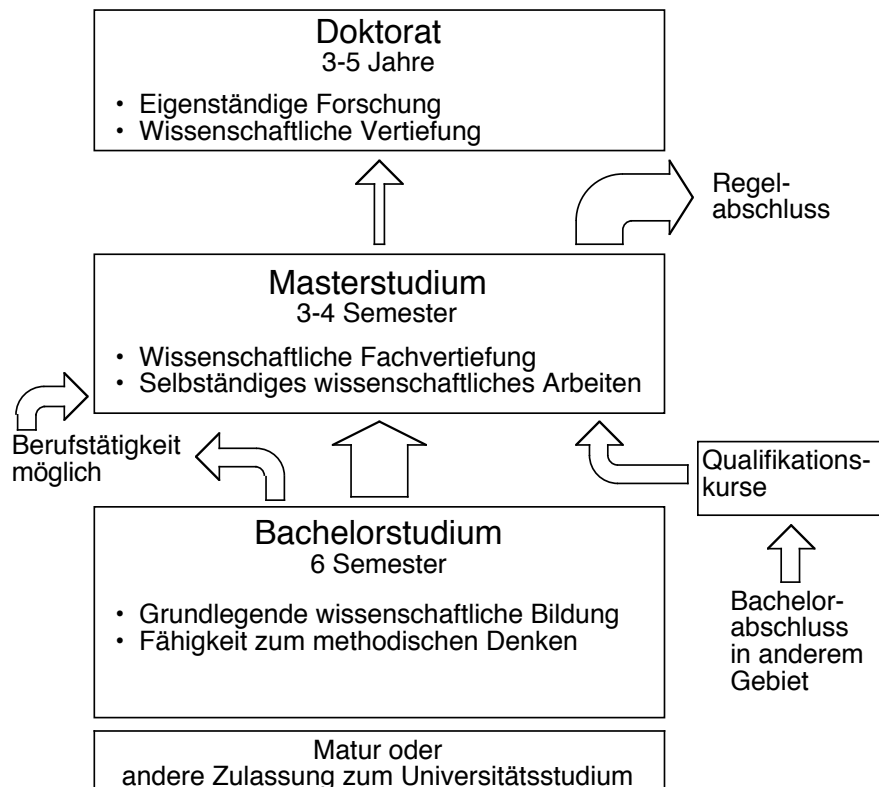 Doktorat
3-5 Jahre
• Eigenständige Forschung
• Wissenschaftliche Vertiefung
Regel-
abschluss
Masterstudium
3-4 Semester
• Wissenschaftliche Fachvertiefung
• Selbständiges wissenschaftliches Arbeiten
Berufstätigkeit
möglich
Qualifikations-
kurse
Bachelorstudium
6 Semester
• Grundlegende wissenschaftliche Bildung
• Fähigkeit zum methodischen Denken
Bachelor-
abschluss
in anderem
Gebiet
Matur oder
andere Zulassung zum Universitätsstudium